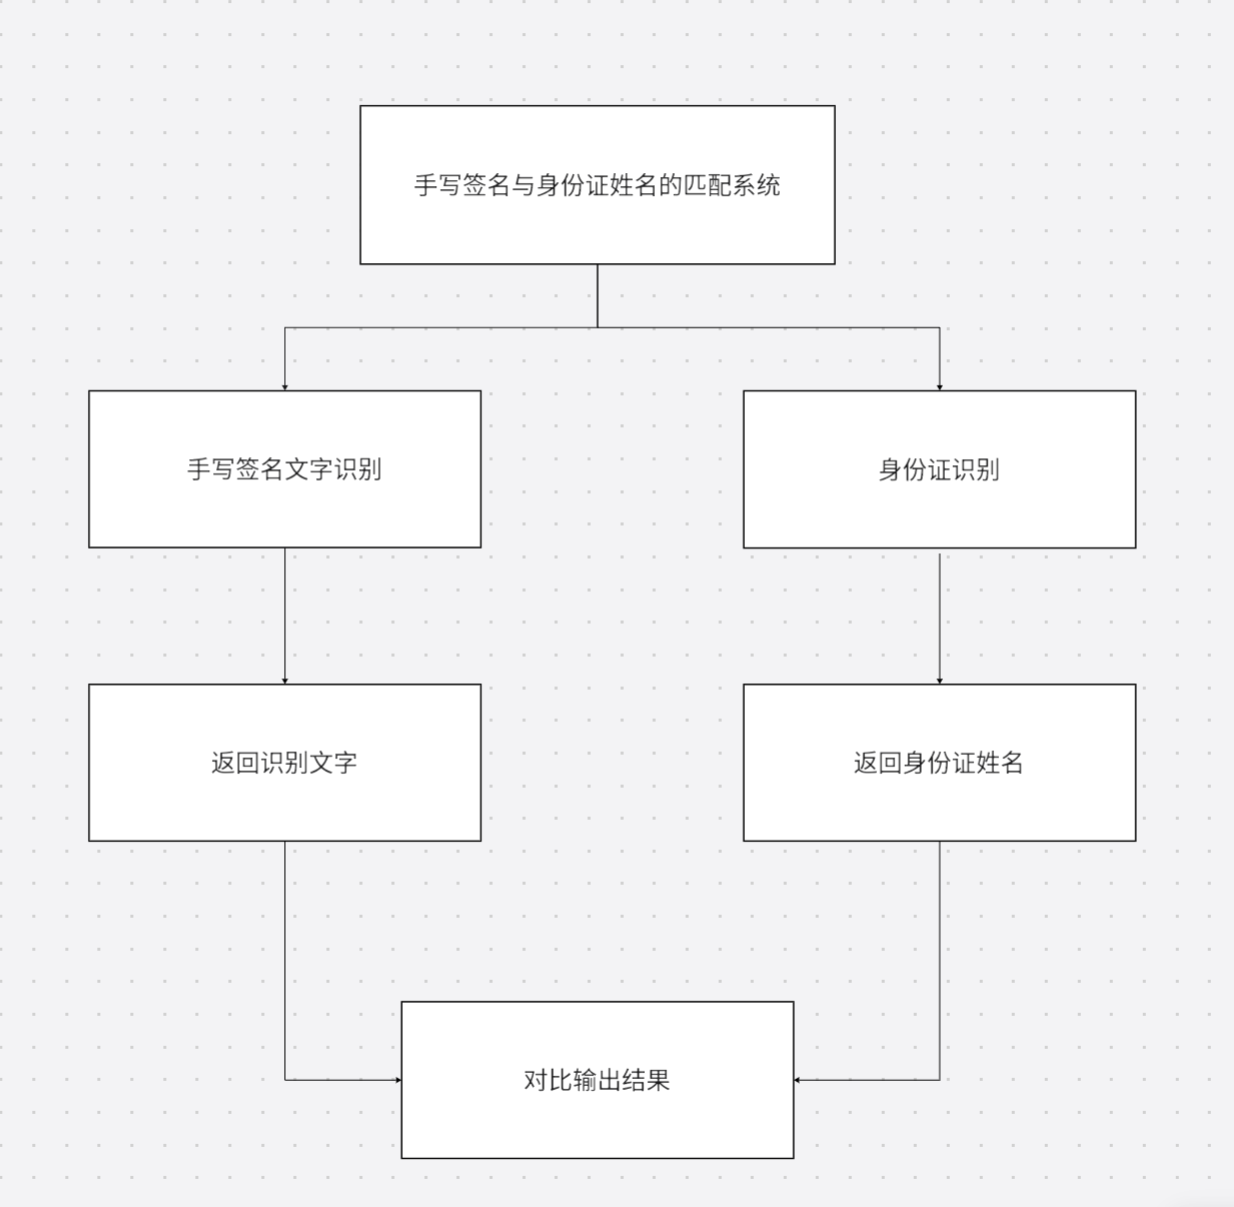 手写签名与身份证姓名的匹配系统
手写签名文字识别
身份证识别
返回识别文字
返回身份证姓名
对比输出结果